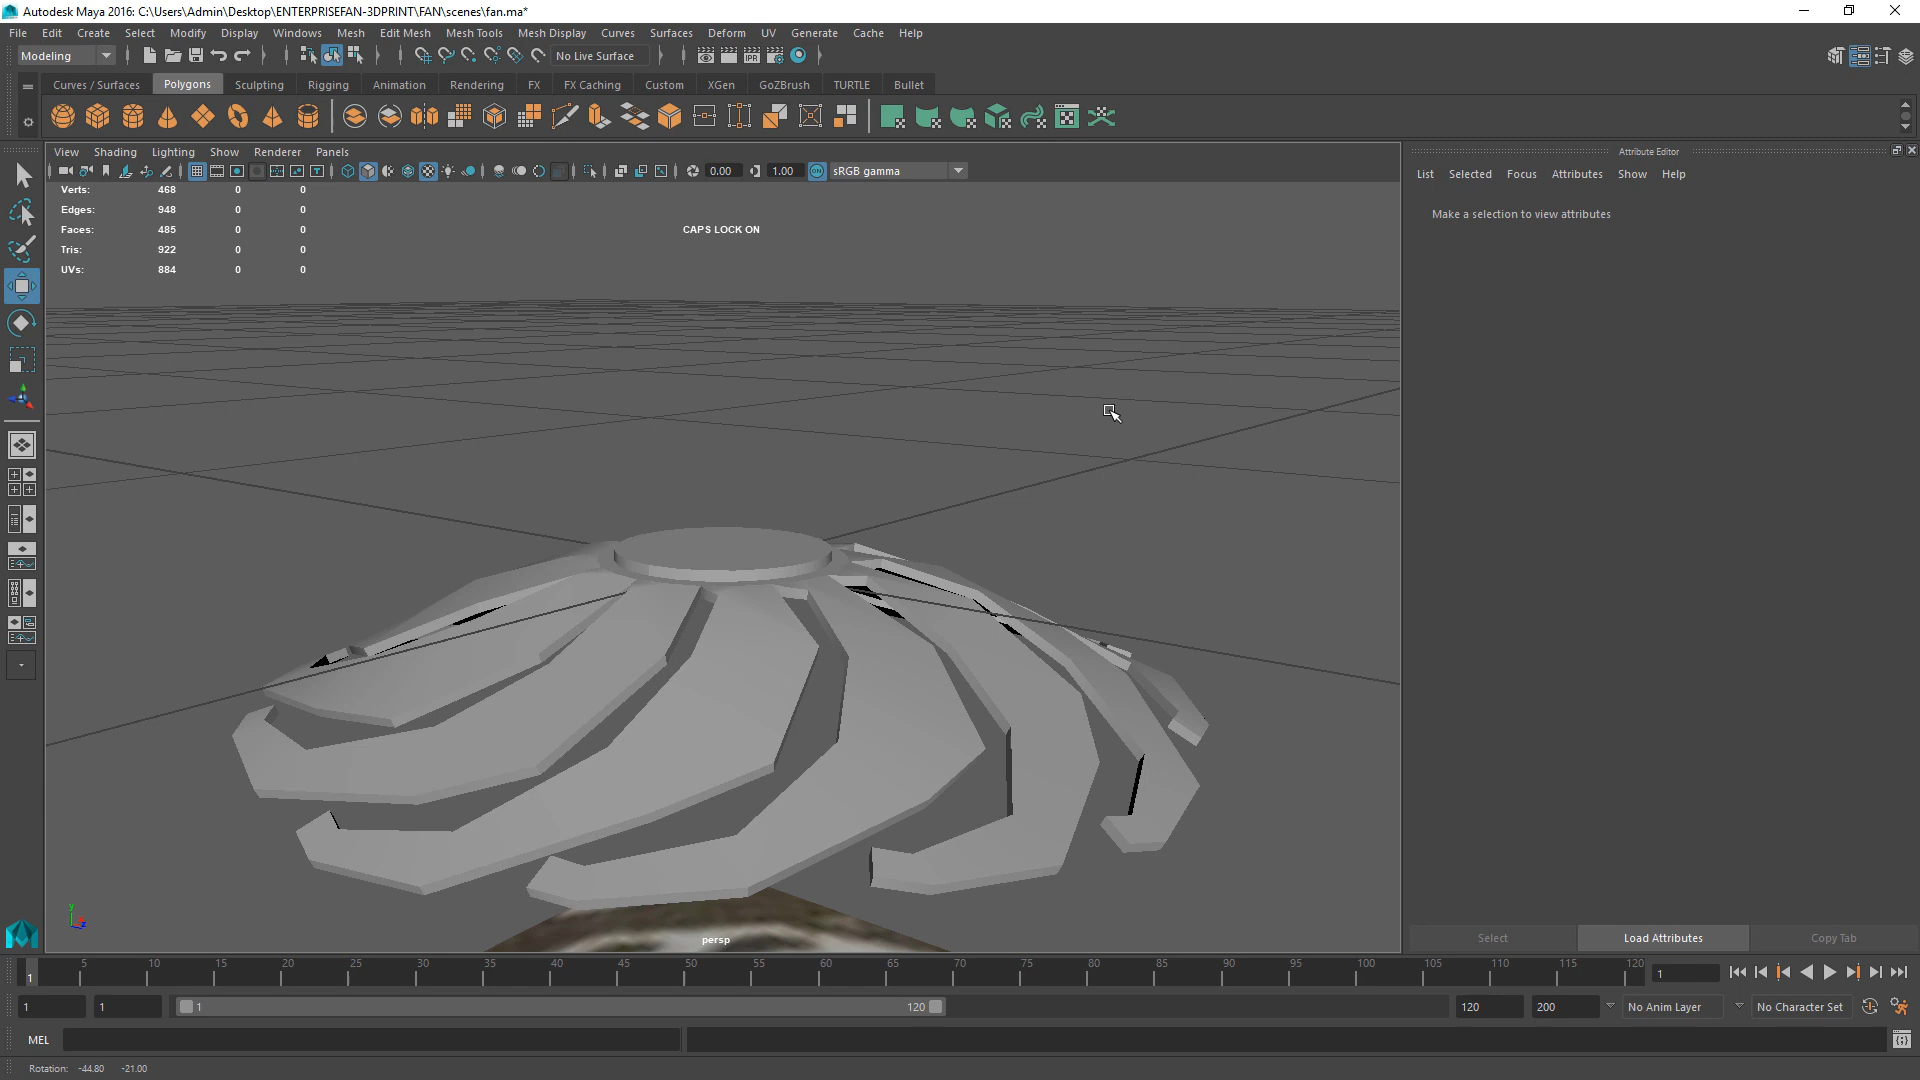 Autodesk Maya 2016: C:\Users\Admin\Desktop\ENTERPRISEFAN-3DPRINT\FAN\scenes\fan.ma*
File Edit Create Select Modify Display Windows Mesh Edit Mesh Mesh Tools Mesh Display Curves Surfaces Deform UV Generate Cache Help
Modeling No Live Surface
Curves / Surfaces Polygons Sculpting Rigging Animation Rendering FX FX Caching Custom XGen GoZBrush TURTLE Bullet
View Shading Lighting Show Renderer Panels
0.00 1.00 ON sRGB gamma
Verts: 468 0 0
Edges: 948 0 0
Faces: 485 0 0
Tris: 922 0 0
UVs: 884 0 0
CAPS LOCK ON
persp
Attribute Editor
List Selected Focus Attributes Show Help
Make a selection to view attributes
Select Load Attributes Copy Tab
1 5 10 15 20 25 30 35 40 45 50 55 60 65 70 75 80 85 90 95 100 105 110 115 120 1
1 1 1 120 120 200 No Anim Layer No Character Set
MEL
Rotation: -44.80 -21.00